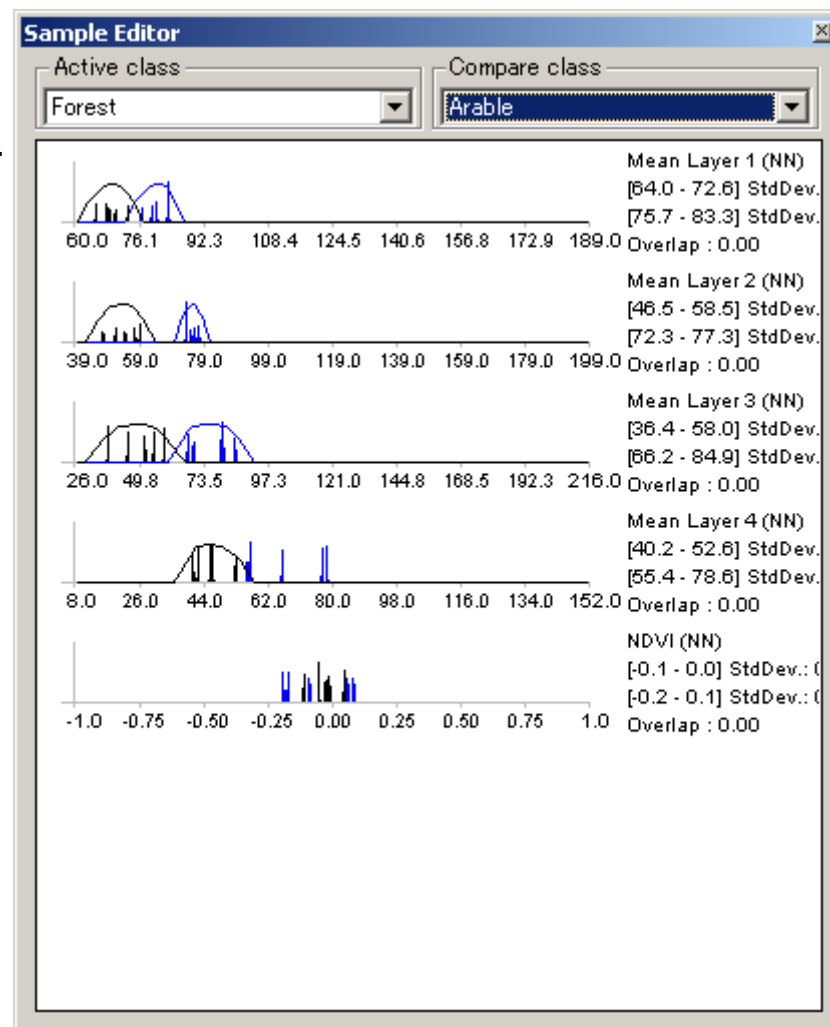 Sample Editor
Active class
Compare class
Forest
Arable
Mean Layer 1 (NN)
[64.0 - 72.6] StdDev.
[75.7 - 83.3] StdDev.
60.0 76.1 92.3 108.4 124.5 140.6 156.8 172.9 189.0 Overlap : 0.00
Mean Layer 2 (NN)
[46.5 - 58.5] StdDev.
[72.3 - 77.3] StdDev.
39.0 59.0 79.0 99.0 119.0 139.0 159.0 179.0 199.0 Overlap : 0.00
Mean Layer 3 (NN)
[36.4 - 58.0] StdDev.
[66.2 - 84.9] StdDev.
26.0 49.8 73.5 97.3 121.0 144.8 168.5 192.3 216.0 Overlap : 0.00
Mean Layer 4 (NN)
[40.2 - 52.6] StdDev.
[55.4 - 78.6] StdDev.
8.0 26.0 44.0 62.0 80.0 98.0 116.0 134.0 152.0 Overlap : 0.00
NDVI (NN)
[-0.1 - 0.0] StdDev.:
[-0.2 - 0.1] StdDev.:
-1.0 -0.75 -0.50 -0.25 0.00 0.25 0.50 0.75 1.0 Overlap : 0.00